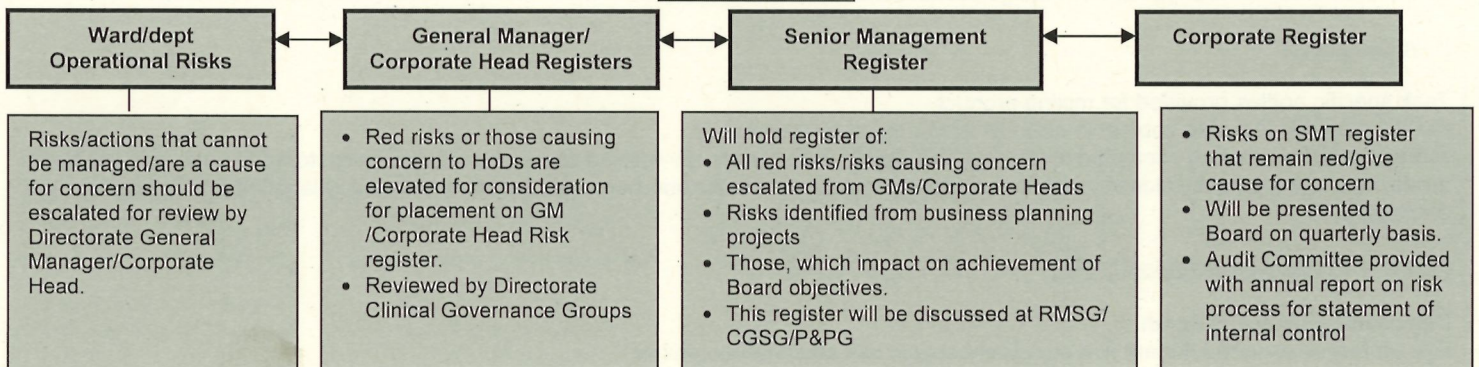 Ward/dept
Operational Risks
General Manager/
Corporate Head Registers
Senior Management
Register
Corporate Register
Risks/actions that cannot
be managed/are a cause
for concern should be
escalated for review by
Directorate General
Manager/Corporate
Head.
• Red risks or those causing
concern to HoDs are
elevated for consideration
for placement on GM
/Corporate Head Risk
register.
• Reviewed by Directorate
Clinical Governance Groups
Will hold register of:
• All red risks/risks causing concern
escalated from GMs/Corporate Heads
• Risks identified from business planning
projects
• Those, which impact on achievement of
Board objectives.
• This register will be discussed at RMSG/
CGSG/P&PG
• Risks on SMT register
that remain red/give
cause for concern
• Will be presented to
Board on quarterly basis.
• Audit Committee provided
with annual report on risk
process for statement of
internal control